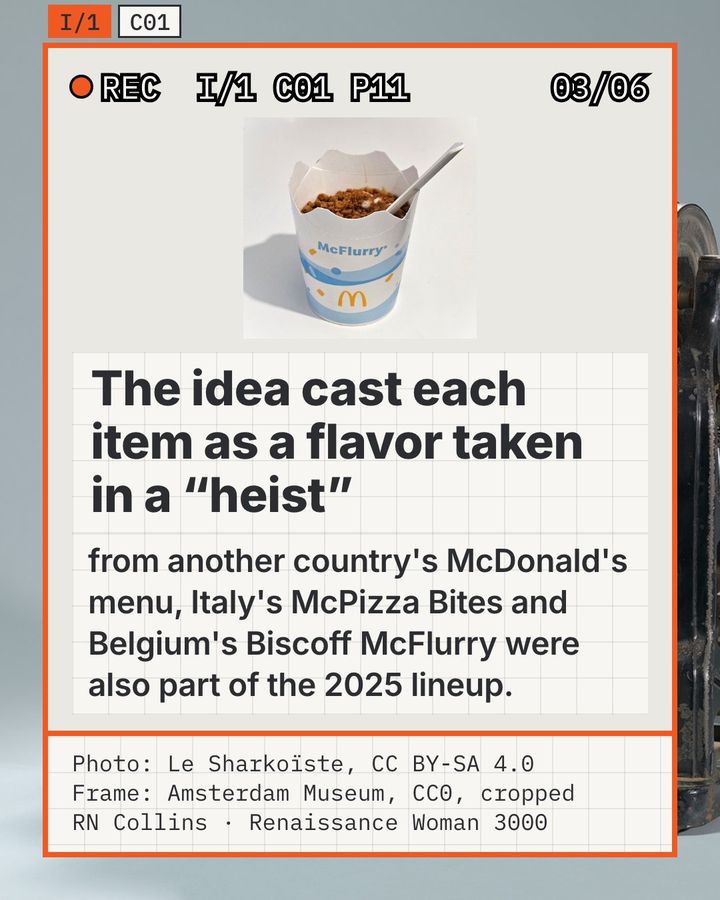 I/1 C01
REC I/1 C01 P11 03/06
McFlurry
The idea cast each
item as a flavor taken
in a “heist”
from another country's McDonald's
menu, Italy's McPizza Bites and
Belgium's Biscoff McFlurry were
also part of the 2025 lineup.
Photo: Le Sharkoïste, CC BY-SA 4.0
Frame: Amsterdam Museum, CC0, cropped
RN Collins · Renaissance Woman 3000